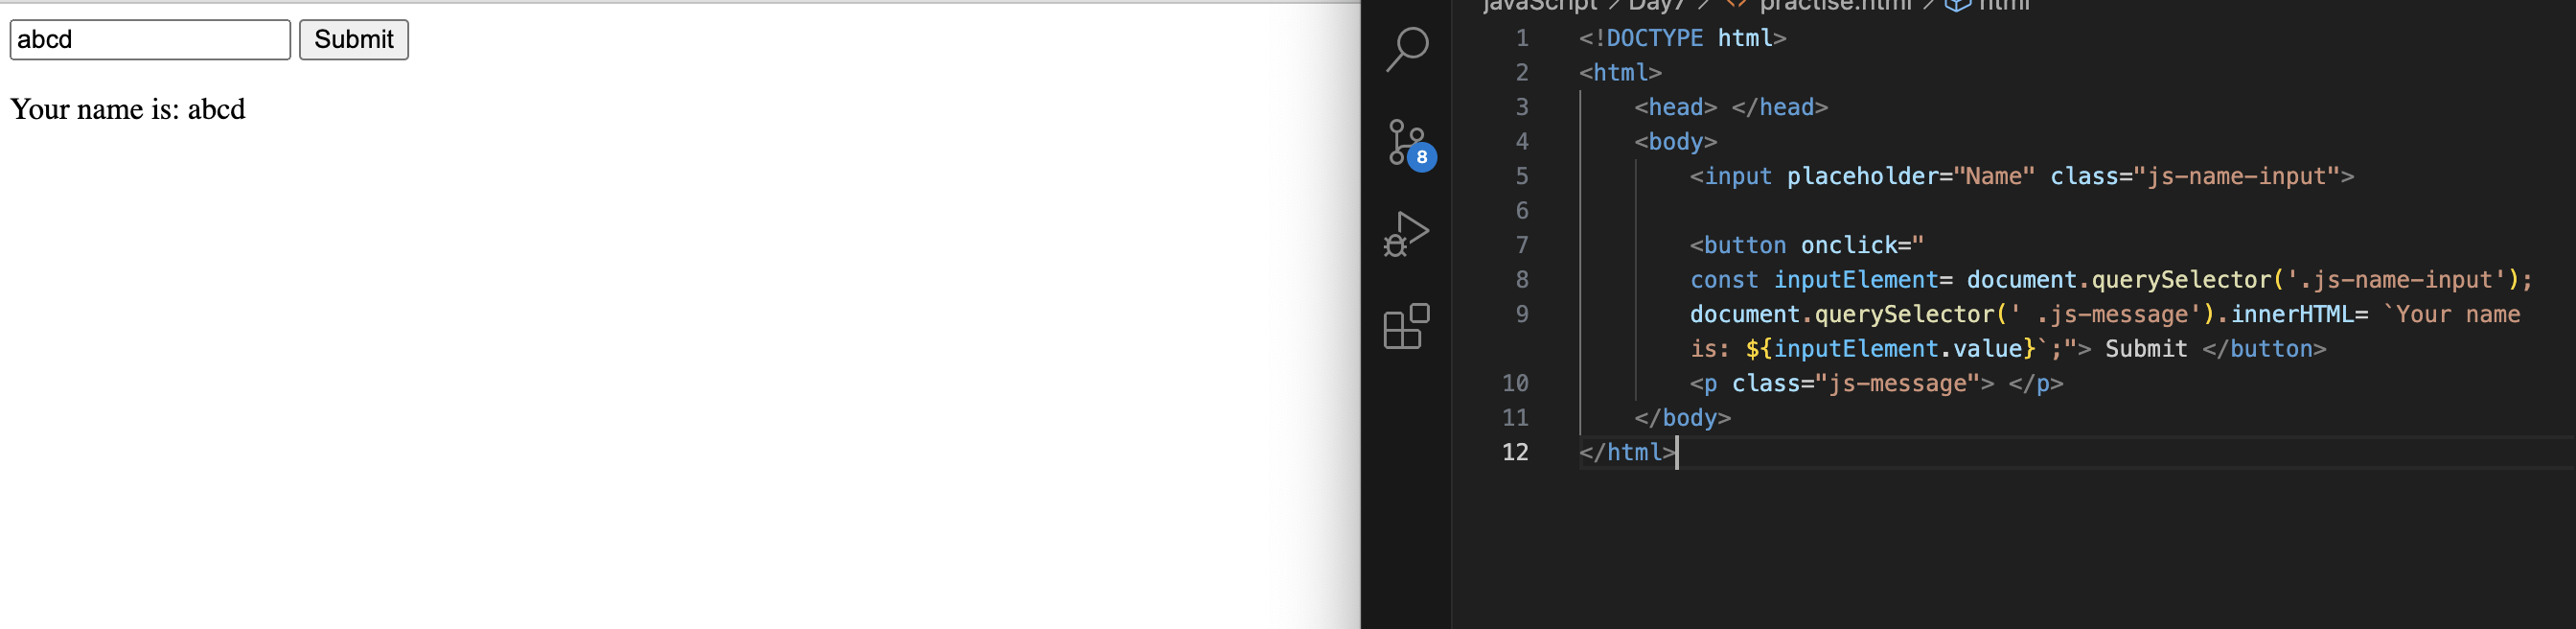 abcd Submit
Your name is: abcd
javaScript > Day7 > <> practise.html > html
8
1 <!DOCTYPE html>
2 <html>
3 <head> </head>
4 <body>
5 <input placeholder="Name" class="js-name-input">
6
7 <button onclick="
8 const inputElement= document.querySelector('.js-name-input');
9 document.querySelector(' .js-message').innerHTML= `Your name
is: ${inputElement.value}`;"> Submit </button>
10 <p class="js-message"> </p>
11 </body>
12 </html>